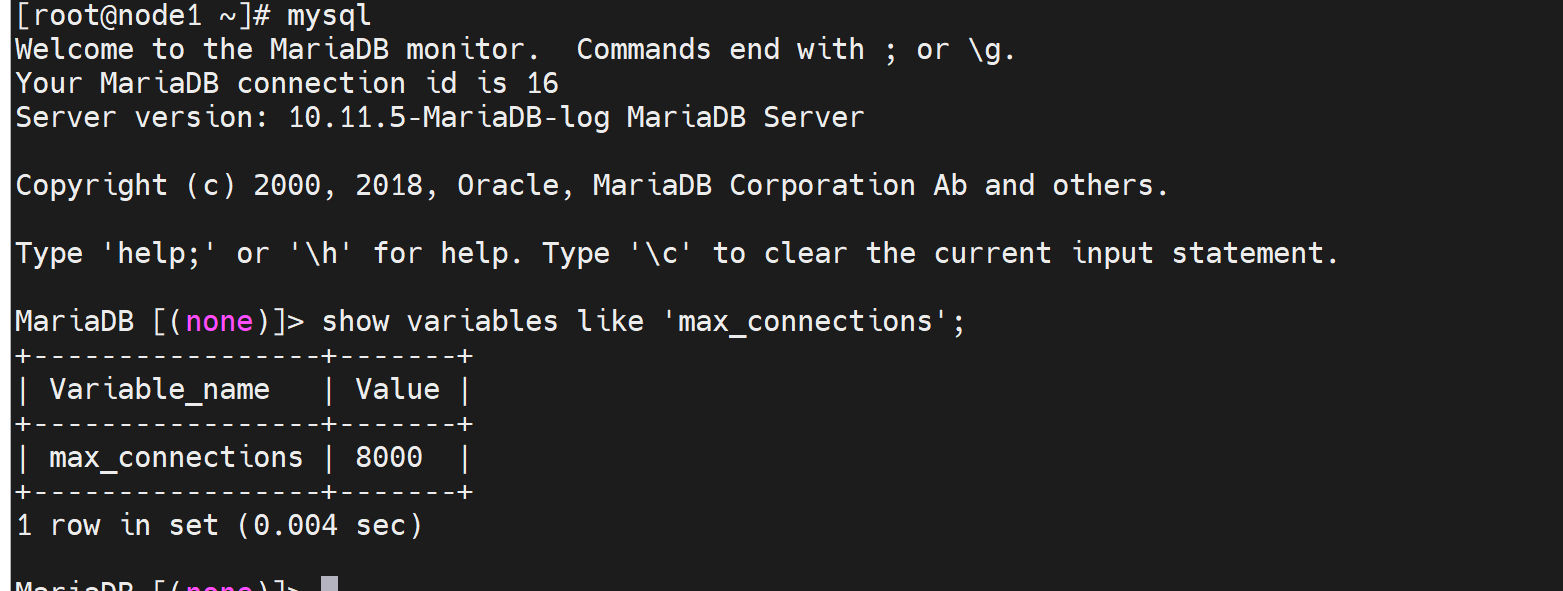 [root@node1 ~]# mysql
Welcome to the MariaDB monitor.  Commands end with ; or \g.
Your MariaDB connection id is 16
Server version: 10.11.5-MariaDB-log MariaDB Server
Copyright (c) 2000, 2018, Oracle, MariaDB Corporation Ab and others.
Type 'help;' or '\h' for help. Type '\c' to clear the current input statement.
MariaDB [(none)]> show variables like 'max_connections';
+-----------------+-------+
| Variable_name   | Value |
+-----------------+-------+
| max_connections | 8000  |
+-----------------+-------+
1 row in set (0.004 sec)
MariaDB [(none)]>